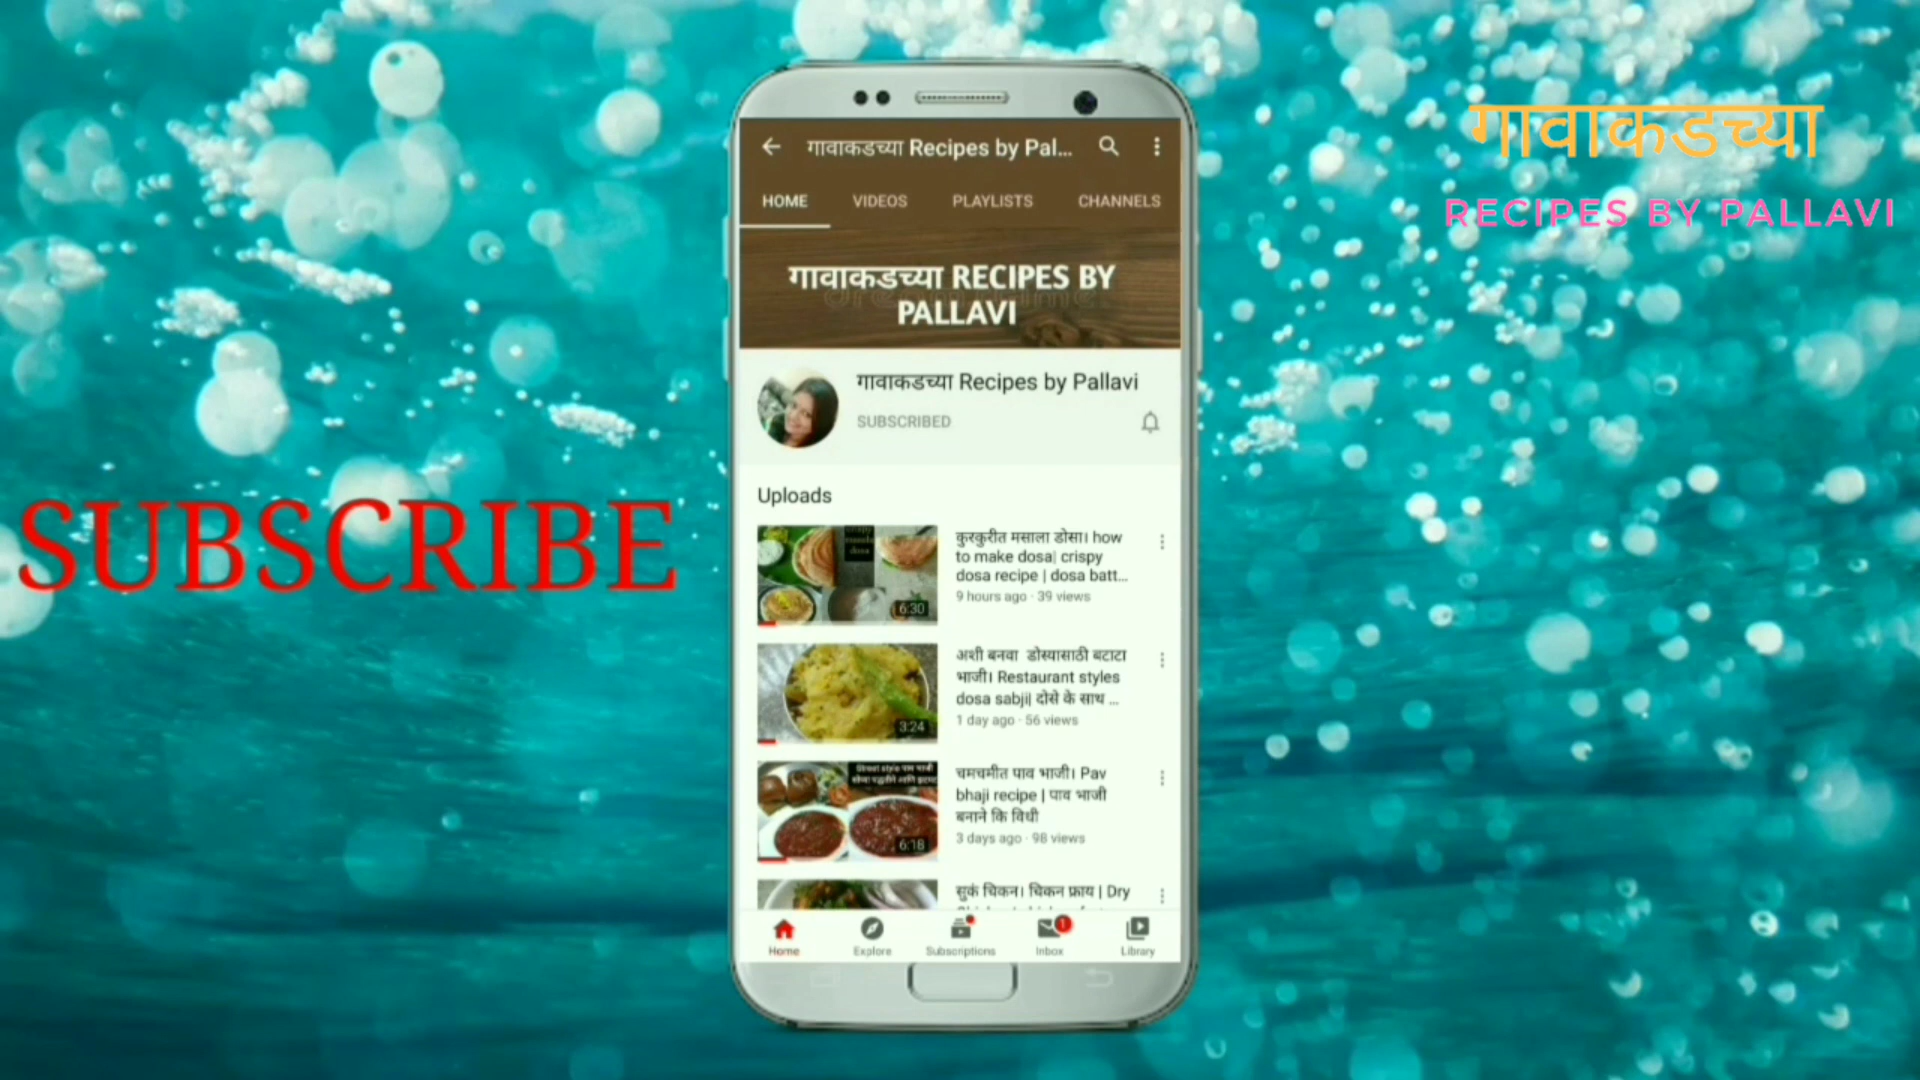 गावाकडच्या
RECIPES BY PALLAVI
SUBSCRIBE
गावाकडच्या Recipes by Pal...
HOME VIDEOS PLAYLISTS CHANNELS
गावाकडच्या RECIPES BY
PALLAVI
गावाकडच्या Recipes by Pallavi
SUBSCRIBED
Uploads
कुरकुरीत मसाला डोसा। how
to make dosa| crispy
dosa recipe | dosa batt...
9 hours ago · 39 views
6:30
अशी बनवा डोस्यासाठी बटाटा
भाजी। Restaurant styles
dosa sabji| दोसे के साथ ...
1 day ago · 56 views
3:24
चमचमीत पाव भाजी। Pav
bhaji recipe | पाव भाजी
बनाने कि विधी
3 days ago · 98 views
6:18
सुकं चिकन। चिकन फ्राय | Dry
Home Explore Subscriptions Inbox Library
1